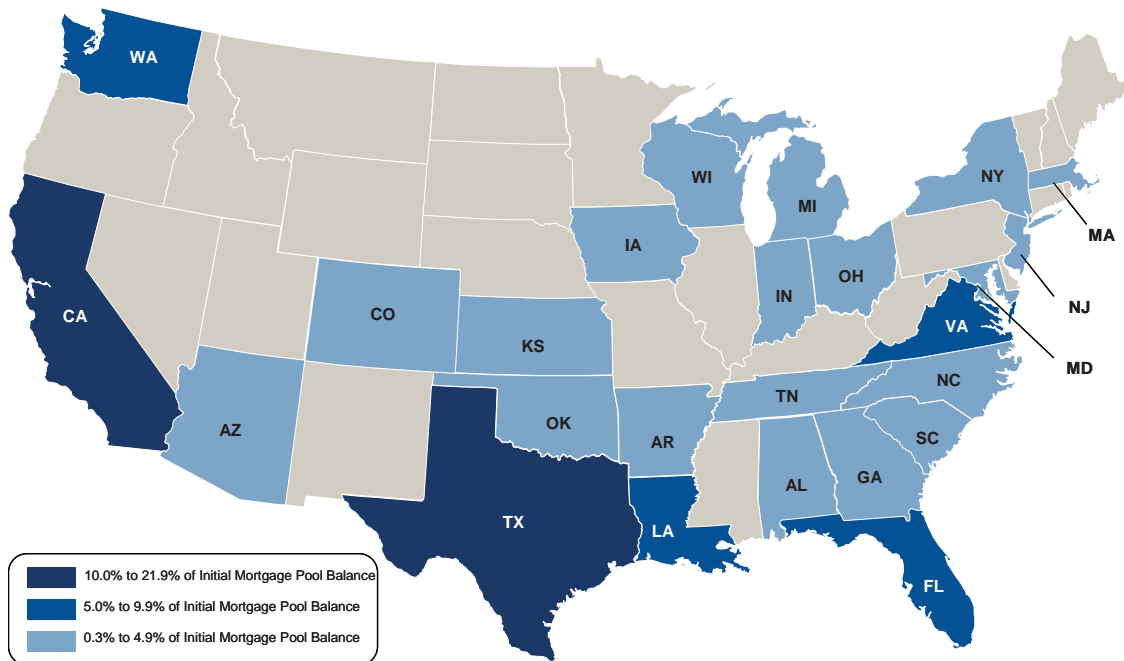 WA
WI
NY
MI
MA
IA
OH
IN
NJ
CO
CA
VA
KS
MD
NC
TN
AZ
OK
AR
SC
GA
AL
TX
LA
FL
10.0% to 21.9% of Initial Mortgage Pool Balance
5.0% to 9.9% of Initial Mortgage Pool Balance
0.3% to 4.9% of Initial Mortgage Pool Balance